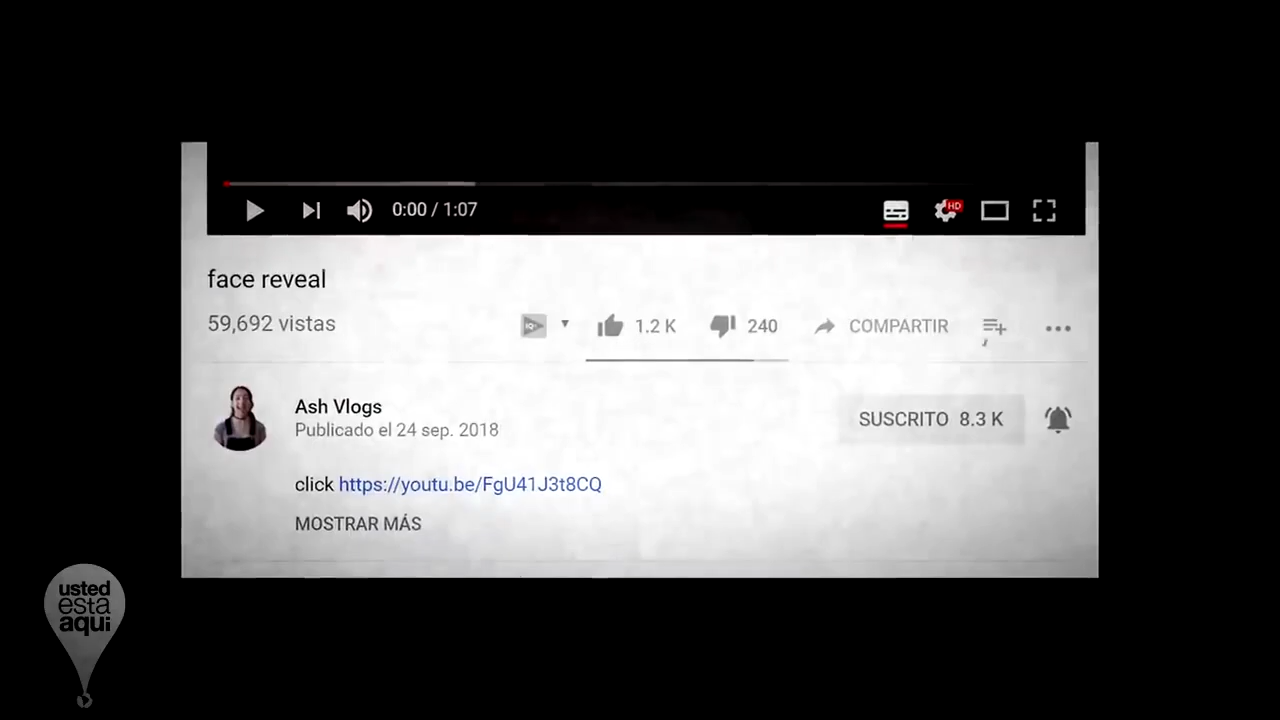 0:00 / 1:07
HD
face reveal
59,692 vistas
1.2 K
240
COMPARTIR
Ash Vlogs
Publicado el 24 sep. 2018
SUSCRITO 8.3 K
click https://youtu.be/FgU41J3t8CQ
MOSTRAR MÁS
usted
esta
aqui